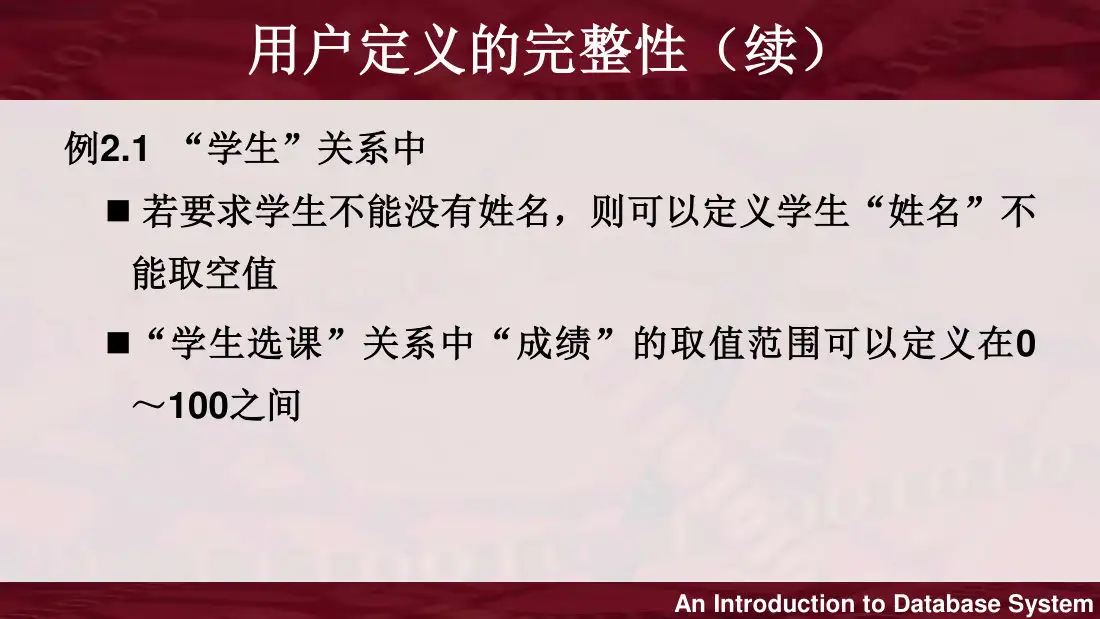 用户定义的完整性（续）
例2.1 “学生”关系中
■ 若要求学生不能没有姓名，则可以定义学生“姓名”不
能取空值
■“学生选课”关系中“成绩”的取值范围可以定义在0
～100之间
An Introduction to Database System